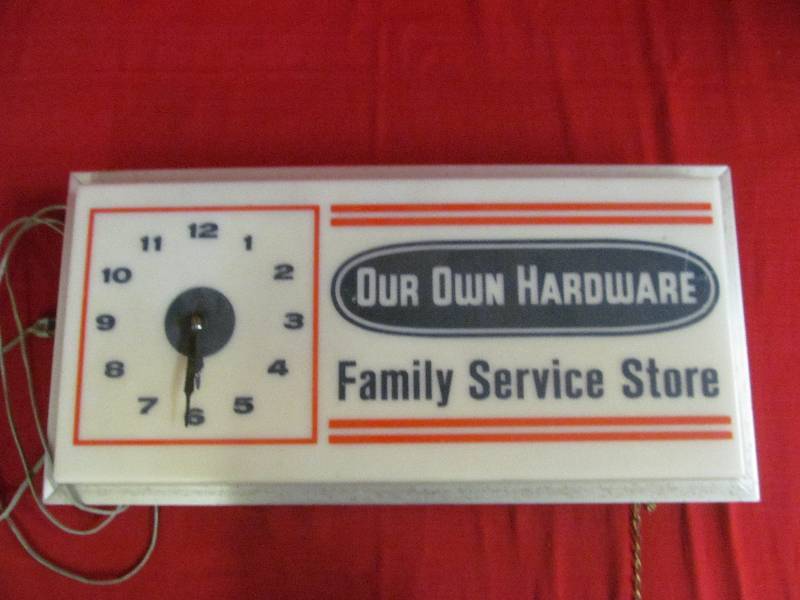 12
11 1
10 2
9 3
8 4
7 6 5
OUR OWN HARDWARE
Family Service Store